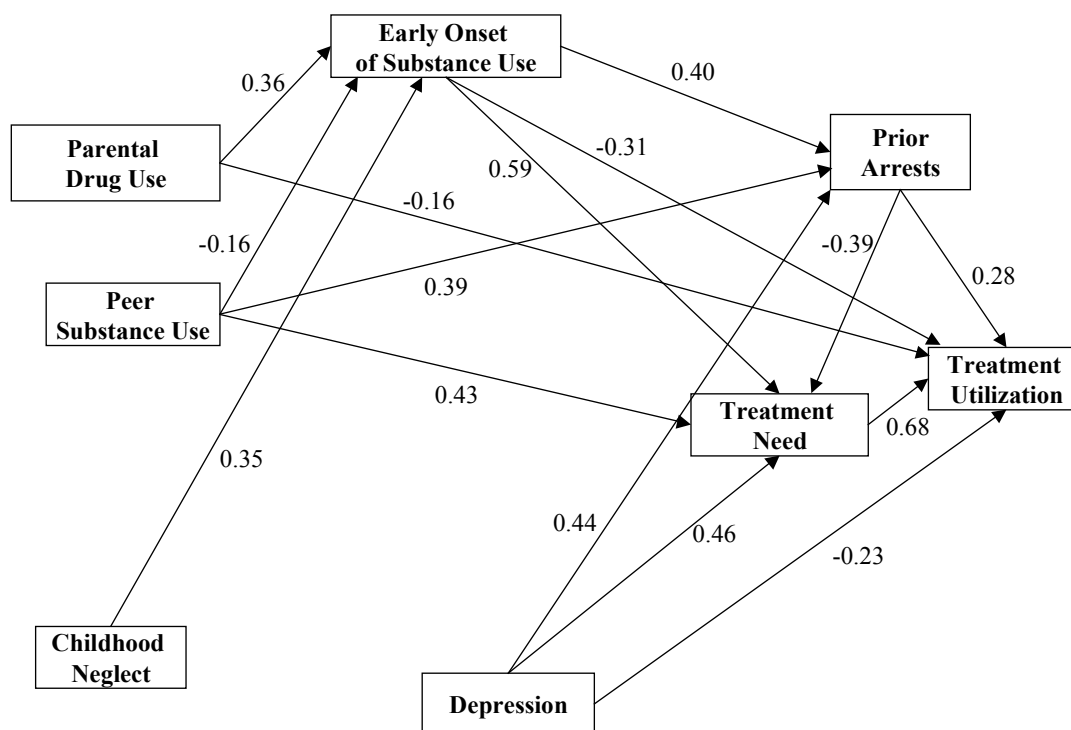 Early Onset
of Substance Use
0.40
0.36
Parental
Drug Use
Prior
Arrests
-0.31
0.59
-0.16
-0.16
-0.39
0.39
0.28
Peer
Substance Use
Treatment
Utilization
0.43
Treatment
Need
0.68
0.35
0.44
0.46
-0.23
Childhood
Neglect
Depression